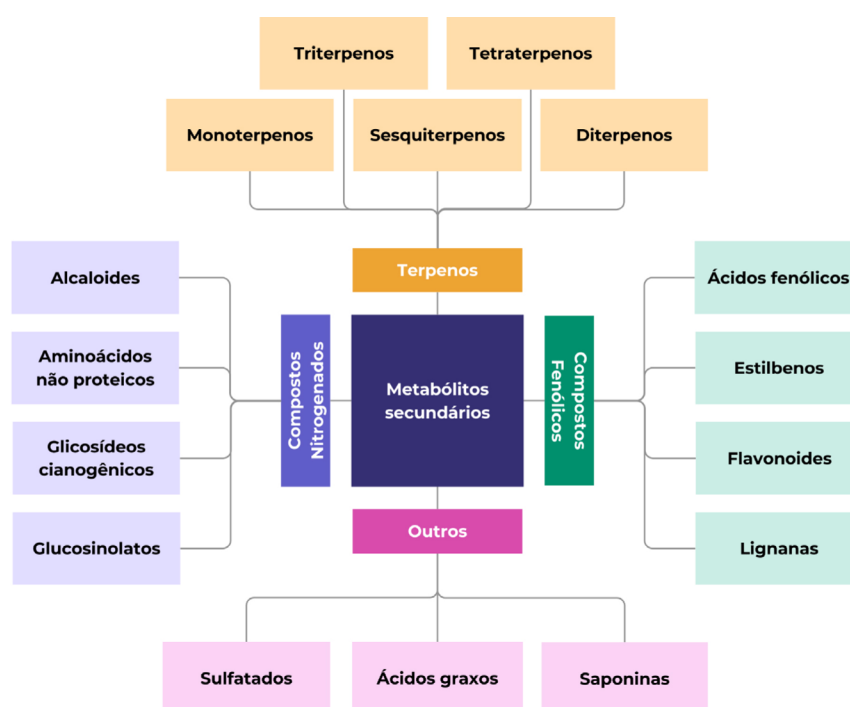 Triterpenos
Tetraterpenos
Monoterpenos
Sesquiterpenos
Diterpenos
Terpenos
Alcaloides
Aminoácidos
não proteicos
Glicosídeos
cianogênicos
Glucosinolatos
Compostos
Nitrogenados
Metabólitos
secundários
Compostos
Fenólicos
Ácidos fenólicos
Estilbenos
Flavonoides
Lignanas
Outros
Sulfatados
Ácidos graxos
Saponinas